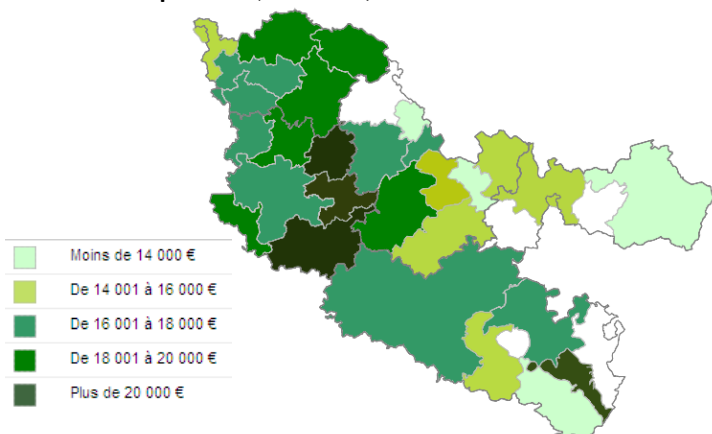 Moins de 14 000 €
De 14 001 à 16 000 €
De 16 001 à 18 000 €
De 18 001 à 20 000 €
Plus de 20 000 €